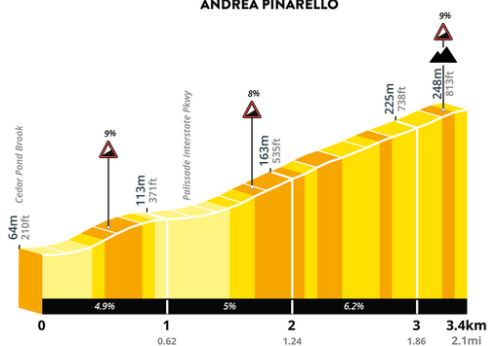 ANDREA PINARELLO
9%
248m
813ft
8%
225m
738ft
Palissade Interstate Pkwy
163m
535ft
9%
Cedar Pond Brook
113m
371ft
64m
210ft
4.9%
5%
6.2%
0
1
2
3
3.4km
0.62
1.24
1.86
2.1mi